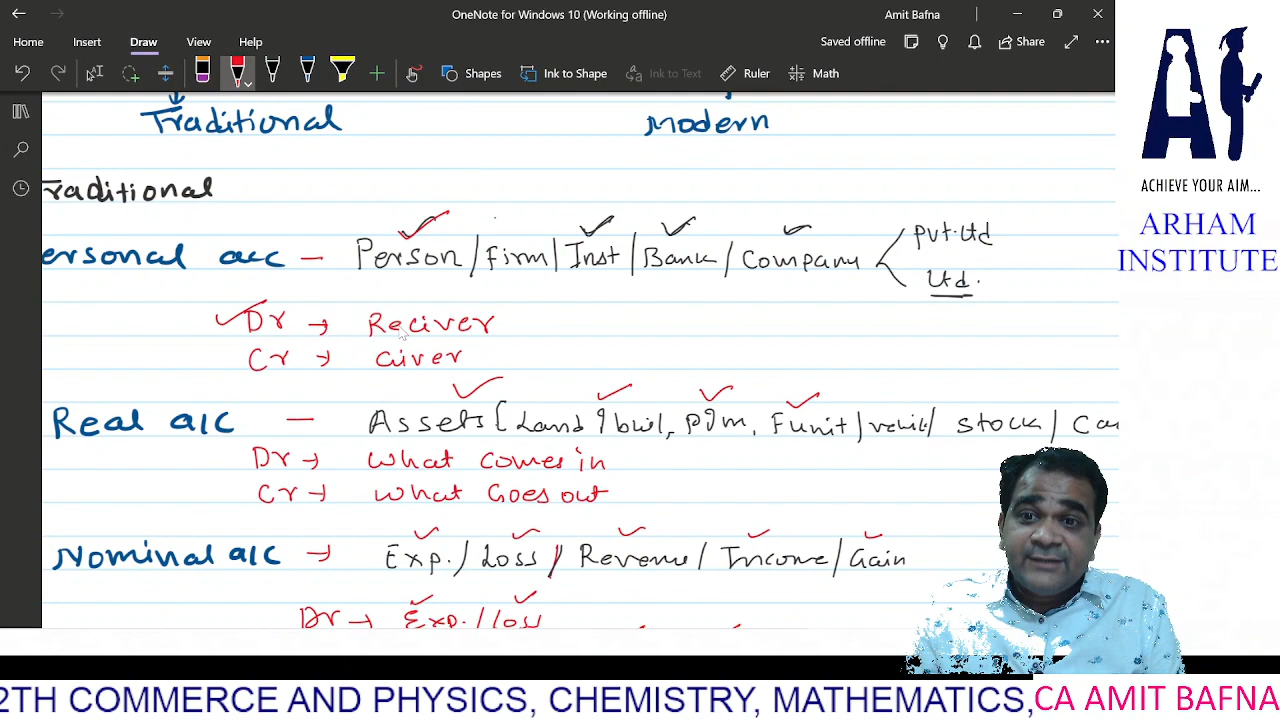 OneNote for Windows 10 (Working offline)
Amit Bafna
Home Insert Draw View Help
Saved offline
Share
Shapes Ink to Shape Ink to Text Ruler Math
Traditional Modern
Traditional
ersonal a/c – Person / Firm / Inst / Bank / Company
Pvt. Ltd
Ltd.
Dr → Reciver
Cr → Giver
Real a/c – Assets [Land & buil, P&M, Funit / vehik / Stock / Ca
Dr → What comes in
Cr → What Goes out
Nominal a/c → Exp. / Loss / Revenue / Income / Gain
Dr → Exp. / loss
AI
ACHIEVE YOUR AIM...
ARHAM
INSTITUTE
2TH COMMERCE AND PHYSICS, CHEMISTRY, MATHEMATICS, CA AMIT BAFNA